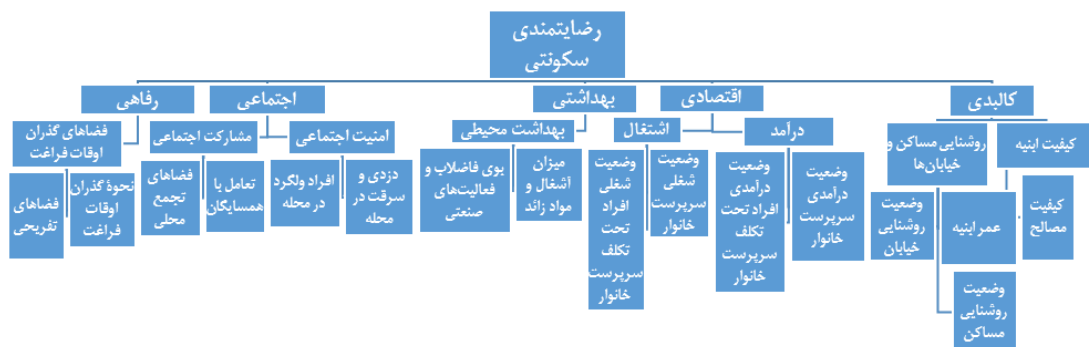 رضایتمندی
سکونتی
کالبدی
اقتصادی
بهداشتی
اجتماعی
رفاهی
کیفیت ابنیه
روشنایی مساکن و
خیابان‌ها
درآمد
اشتغال
بهداشت محیطی
امنیت اجتماعی
مشارکت اجتماعی
فضاهای گذران
اوقات فراغت
کیفیت
مصالح
عمر ابنیه
وضعیت
روشنایی
خیابان
وضعیت
روشنایی
مساکن
وضعیت
درآمدی
سرپرست
خانوار
وضعیت
درآمدی
افراد تحت
تکلف
سرپرست
خانوار
وضعیت
شغلی
سرپرست
خانوار
وضعیت
شغلی
افراد
تحت
تکلف
سرپرست
خانوار
میزان
آشغال و
مواد زائد
بوی فاضلاب و
فعالیت‌های
صنعتی
دزدی و
سرقت در
محله
افراد ولگرد
در محله
تعامل با
همسایگان
فضاهای
تجمع
محلی
نحوۀ گذران
اوقات
فراغت
فضاهای
تفریحی